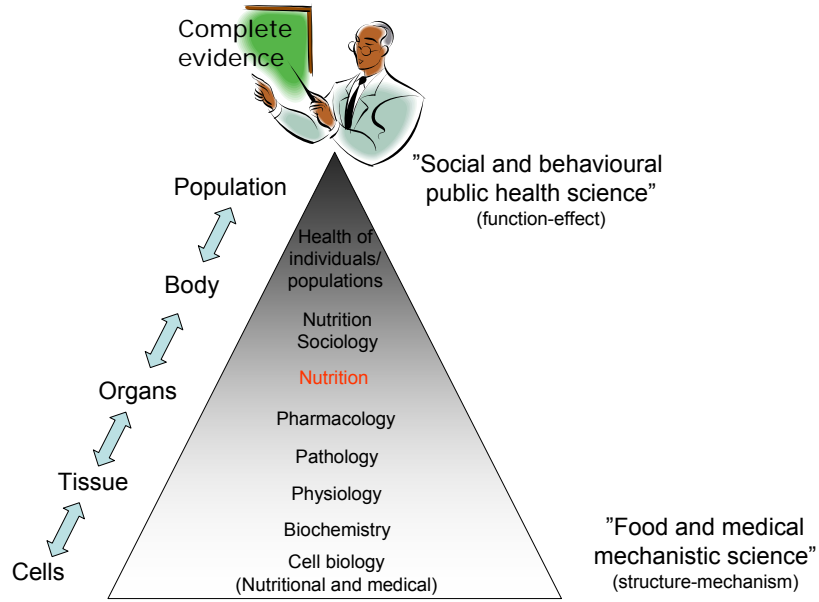 Complete
evidence
Population
Body
Organs
Tissue
Cells
Health of
individuals/
populations
Nutrition
Sociology
Nutrition
Pharmacology
Pathology
Physiology
Biochemistry
Cell biology
(Nutritional and medical)
”Social and behavioural
public health science”
(function-effect)
”Food and medical
mechanistic science”
(structure-mechanism)